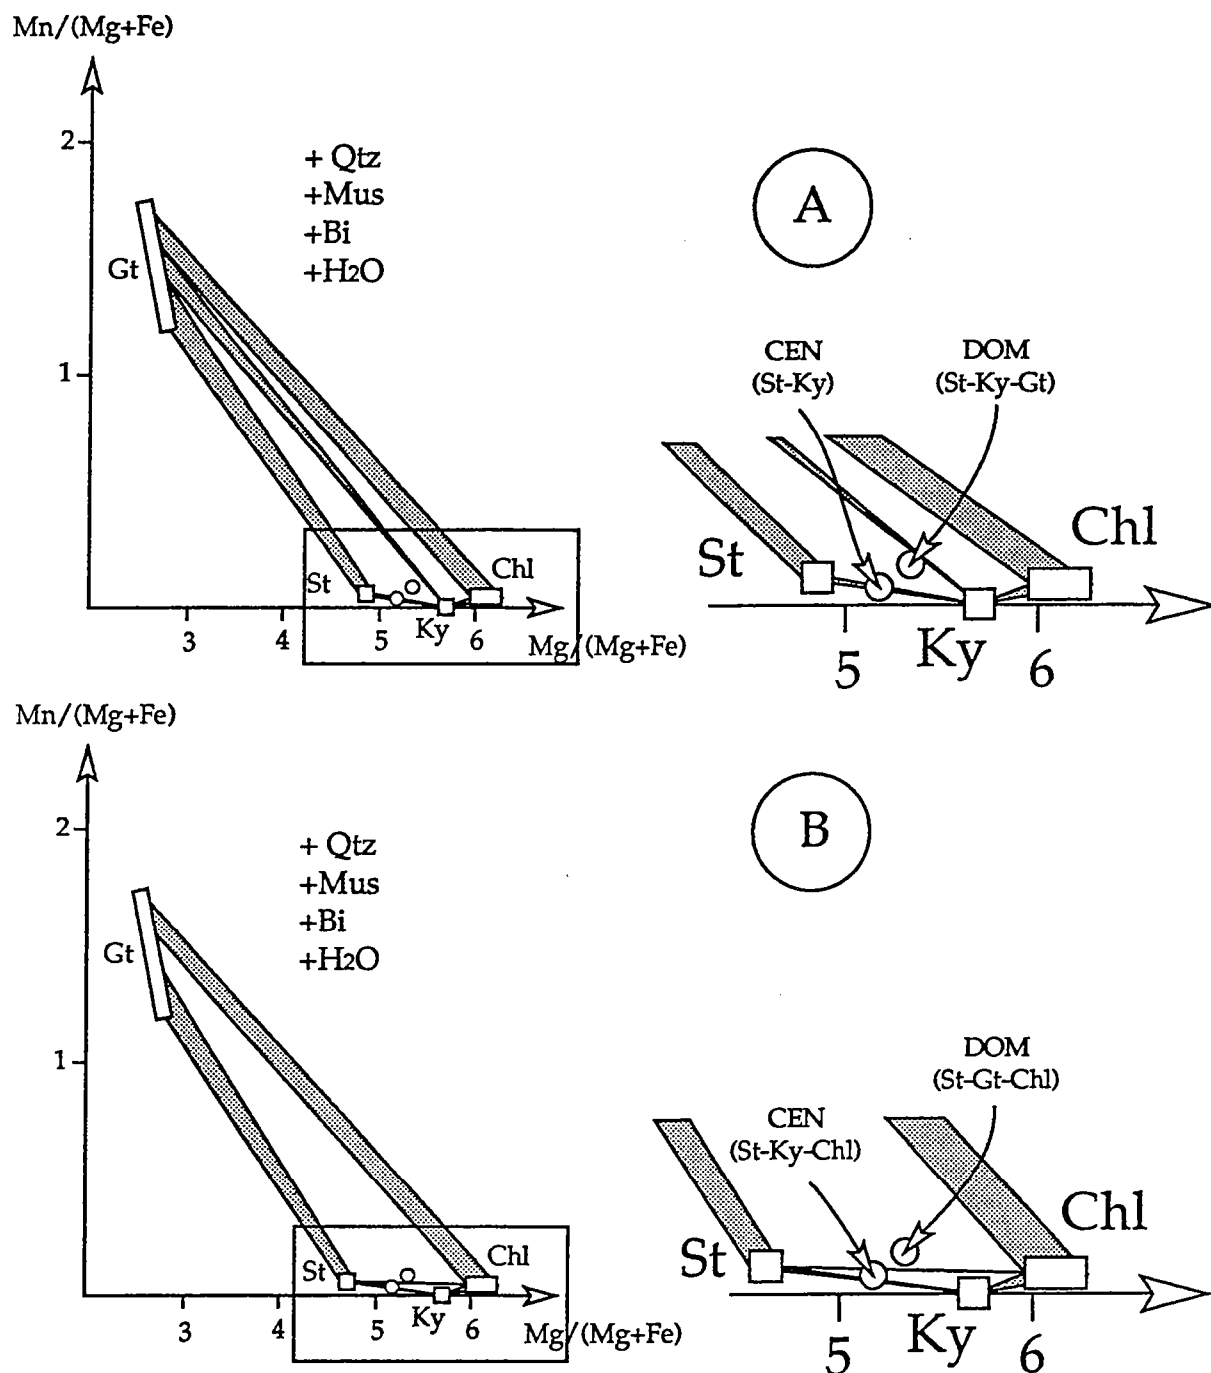 Mn/(Mg+Fe)
2
1
+ Qtz
+Mus
+Bi
+H2O
Gt
St
Ky
Chl
3
4
5
6
Mg/(Mg+Fe)
A
CEN
(St-Ky)
DOM
(St-Ky-Gt)
St
Chl
Ky
5
6
Mn/(Mg+Fe)
2
1
+ Qtz
+Mus
+Bi
+H2O
Gt
St
Ky
Chl
3
4
5
6
Mg/(Mg+Fe)
B
DOM
(St-Gt-Chl)
CEN
(St-Ky-Chl)
St
Chl
Ky
5
6